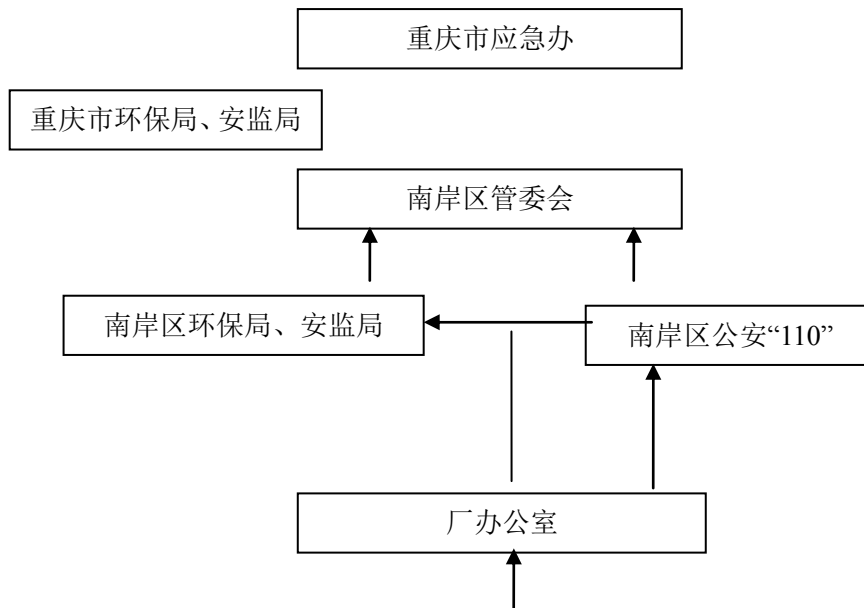 重庆市应急办
重庆市环保局、安监局
南岸区管委会
南岸区环保局、安监局
南岸区公安“110”
厂办公室